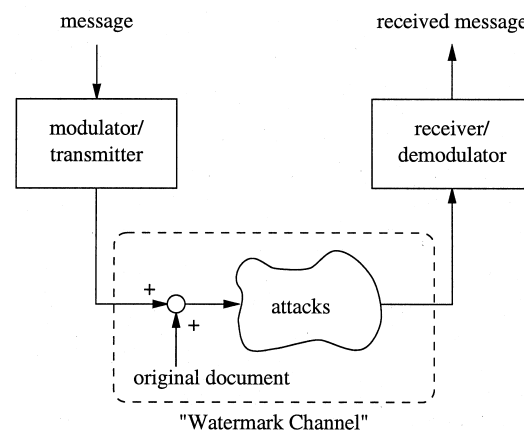 message
received message
modulator/
transmitter
receiver/
demodulator
+
+
attacks
original document
"Watermark Channel"